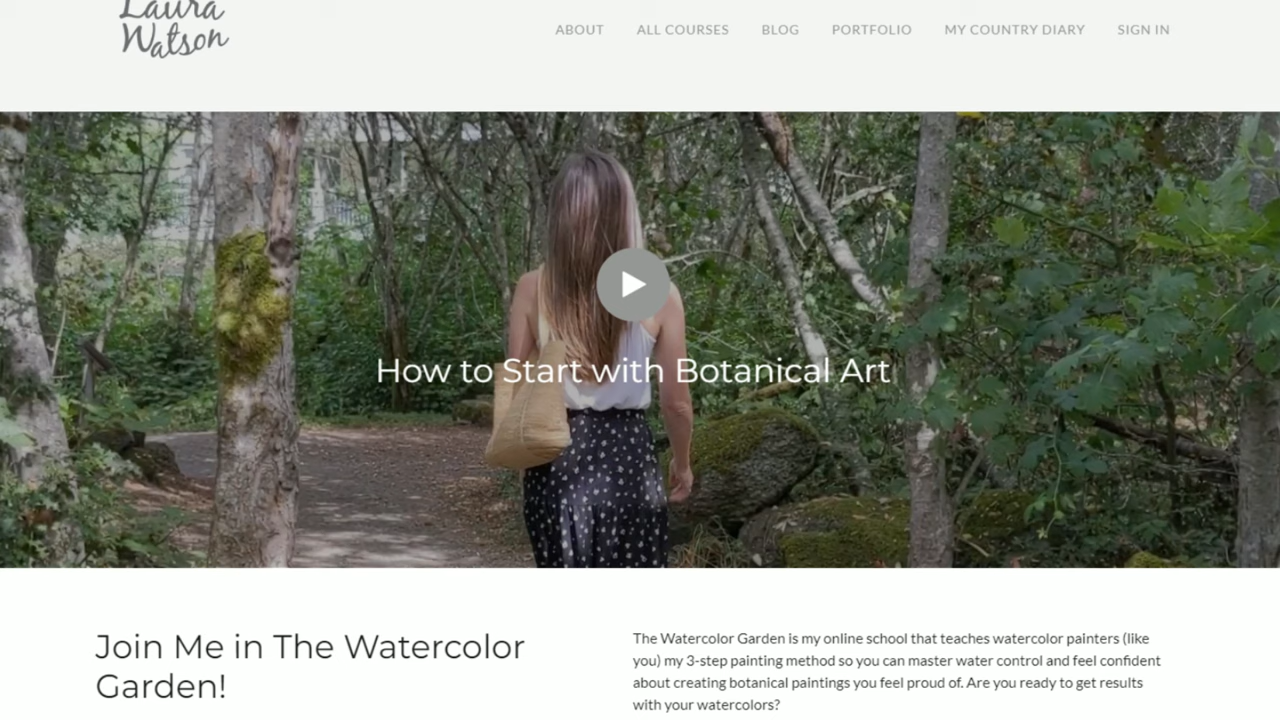 Laura
Watson
ABOUT ALL COURSES BLOG PORTFOLIO MY COUNTRY DIARY SIGN IN
How to Start with Botanical Art
Join Me in The Watercolor
Garden!
The Watercolor Garden is my online school that teaches watercolor painters (like
you) my 3-step painting method so you can master water control and feel confident
about creating botanical paintings you feel proud of. Are you ready to get results
with your watercolors?